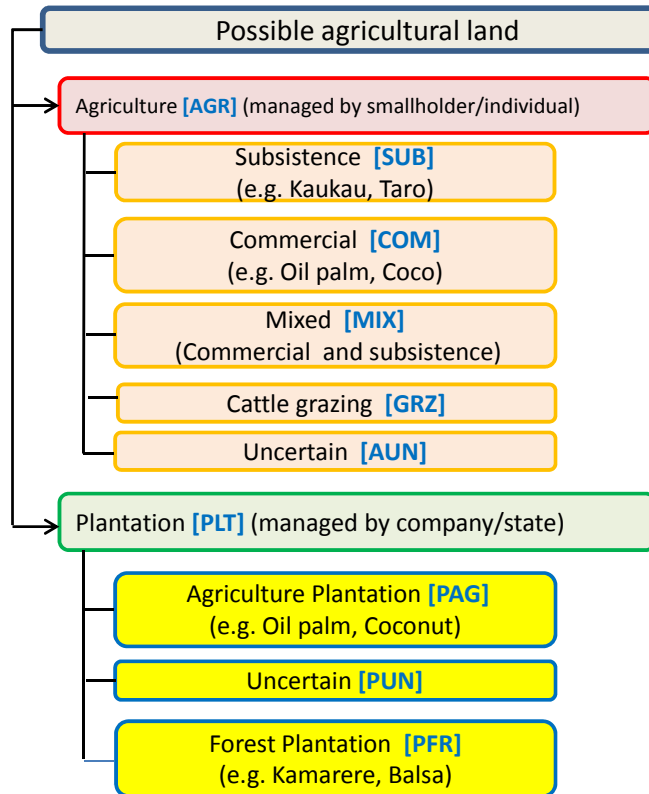 Possible agricultural land
Agriculture [AGR] (managed by smallholder/individual)
Subsistence [SUB]
(e.g. Kaukau, Taro)
Commercial [COM]
(e.g. Oil palm, Coco)
Mixed [MIX]
(Commercial and subsistence)
Cattle grazing [GRZ]
Uncertain [AUN]
Plantation [PLT] (managed by company/state)
Agriculture Plantation [PAG]
(e.g. Oil palm, Coconut)
Uncertain [PUN]
Forest Plantation [PFR]
(e.g. Kamarere, Balsa)